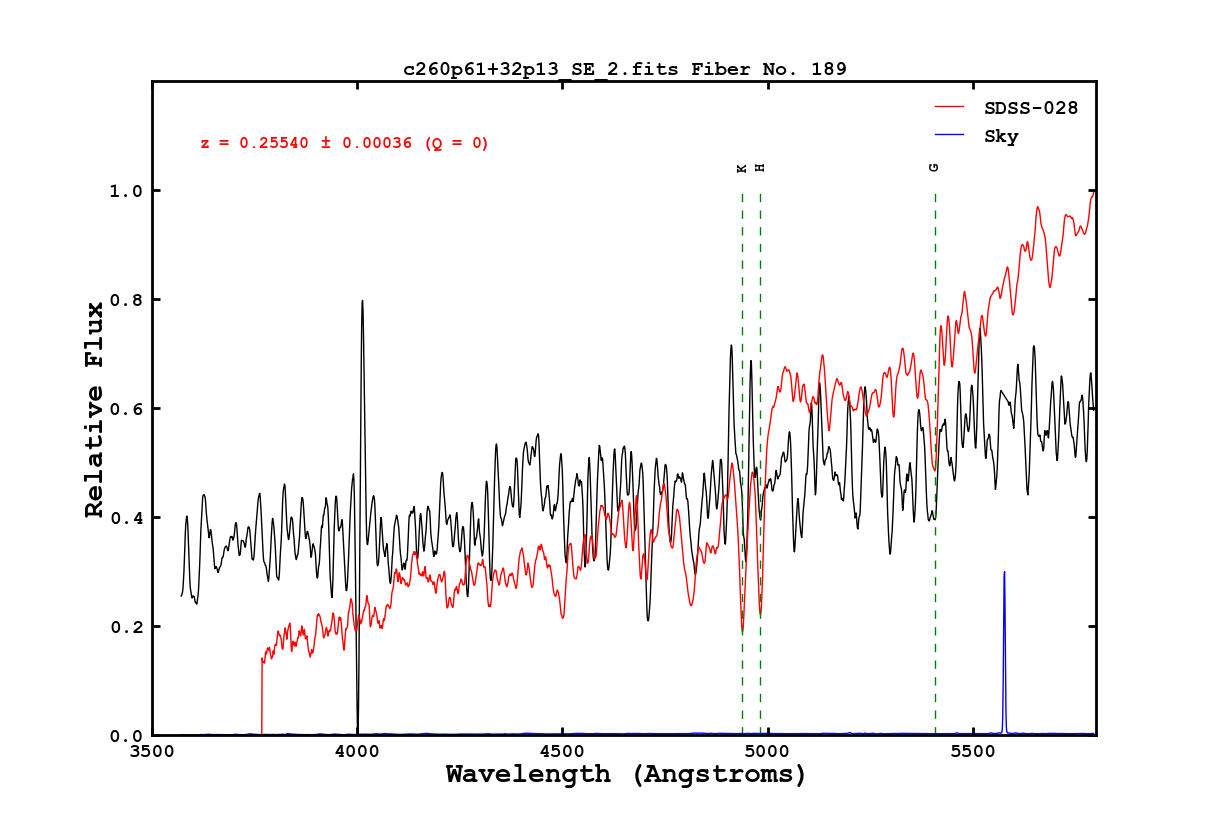 c260p61+32p13_SE_2.fits Fiber No. 189
SDSS-028
Sky
z = 0.25540 ± 0.00036 (Q = 0)
K
H
G
1.0
0.8
0.6
0.4
0.2
0.0
Relative Flux
3500
4000
4500
5000
5500
Wavelength (Angstroms)